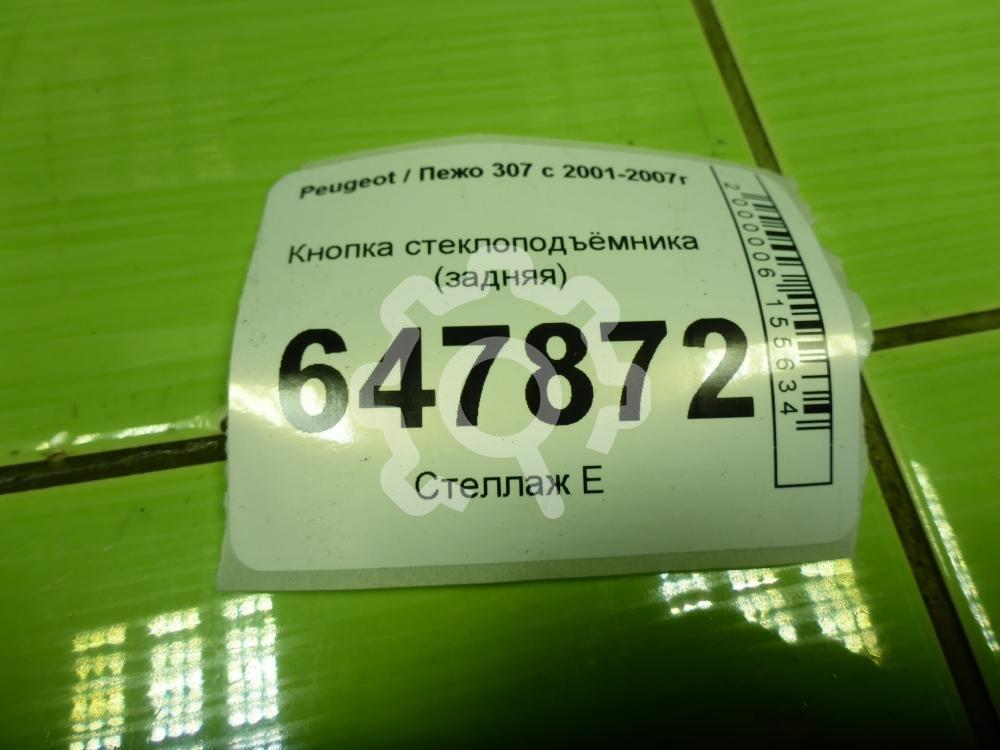 Peugeot / Пежо 307 с 2001-2007г
Кнопка стеклоподъёмника
(задняя)
647872
Стеллаж Е
2000006155634